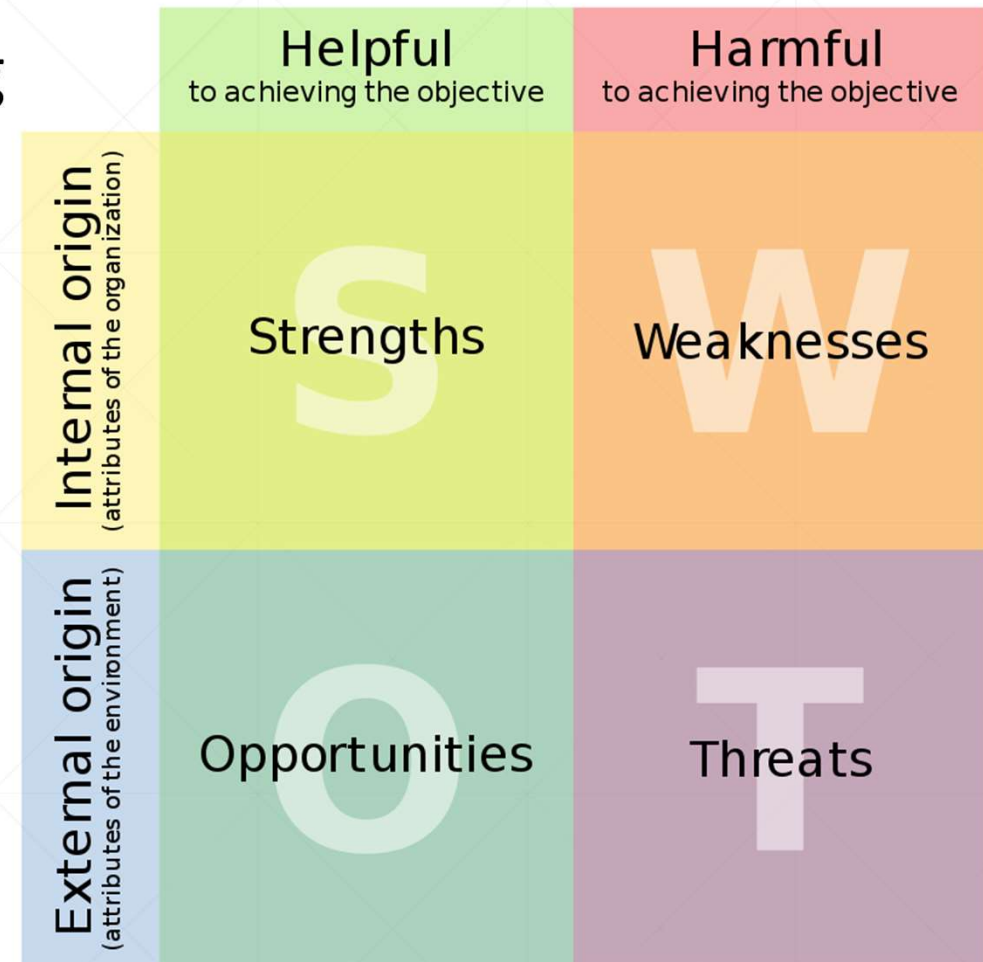 Helpful
to achieving the objective
Harmful
to achieving the objective
Internal origin
(attributes of the organization)
S
Strengths
W
Weaknesses
External origin
(attributes of the environment)
O
Opportunities
T
Threats